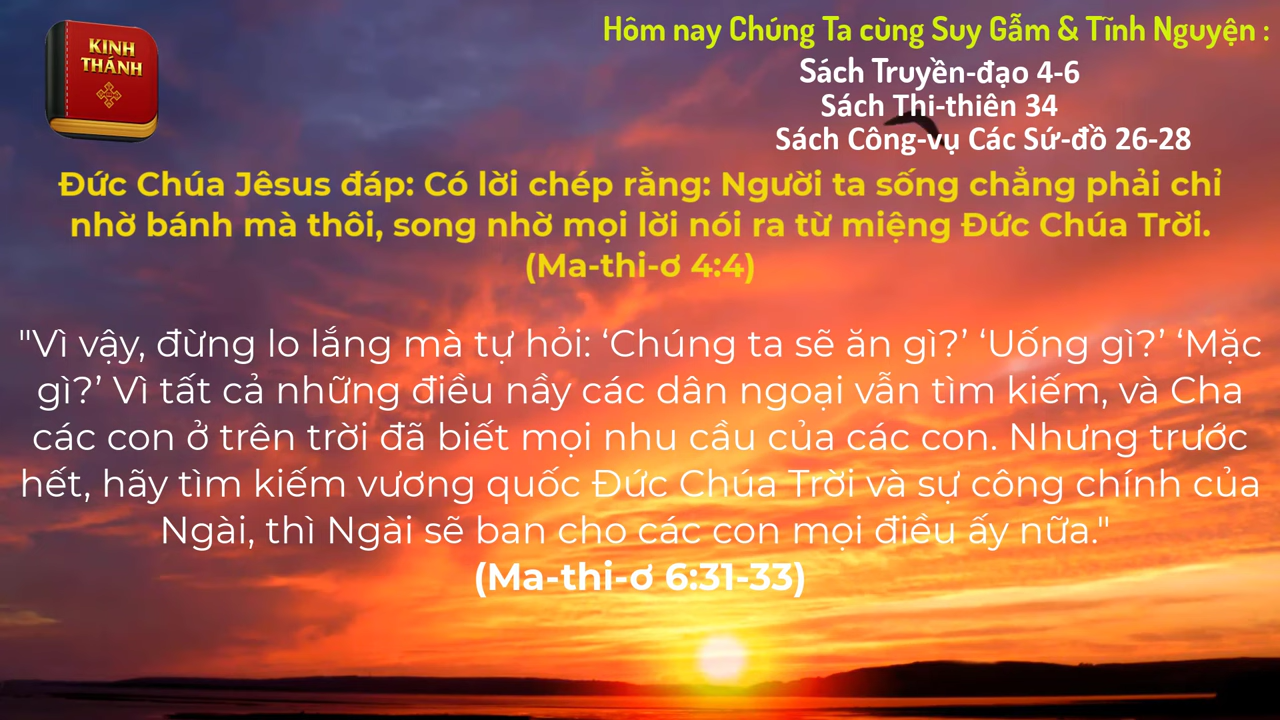 KINH
THÁNH
Hôm nay Chúng Ta cùng Suy Gẫm & Tĩnh Nguyện :
Sách Truyền-đạo 4-6
Sách Thi-thiên 34
Sách Công-vụ Các Sứ-đồ 26-28
Đức Chúa Jêsus đáp: Có lời chép rằng: Người ta sống chẳng phải chỉ
nhờ bánh mà thôi, song nhờ mọi lời nói ra từ miệng Đức Chúa Trời.
(Ma-thi-ơ 4:4)
"Vì vậy, đừng lo lắng mà tự hỏi: ‘Chúng ta sẽ ăn gì?’ ‘Uống gì?’ ‘Mặc
gì?’ Vì tất cả những điều nầy các dân ngoại vẫn tìm kiếm, và Cha
các con ở trên trời đã biết mọi nhu cầu của các con. Nhưng trước
hết, hãy tìm kiếm vương quốc Đức Chúa Trời và sự công chính của
Ngài, thì Ngài sẽ ban cho các con mọi điều ấy nữa."
(Ma-thi-ơ 6:31-33)